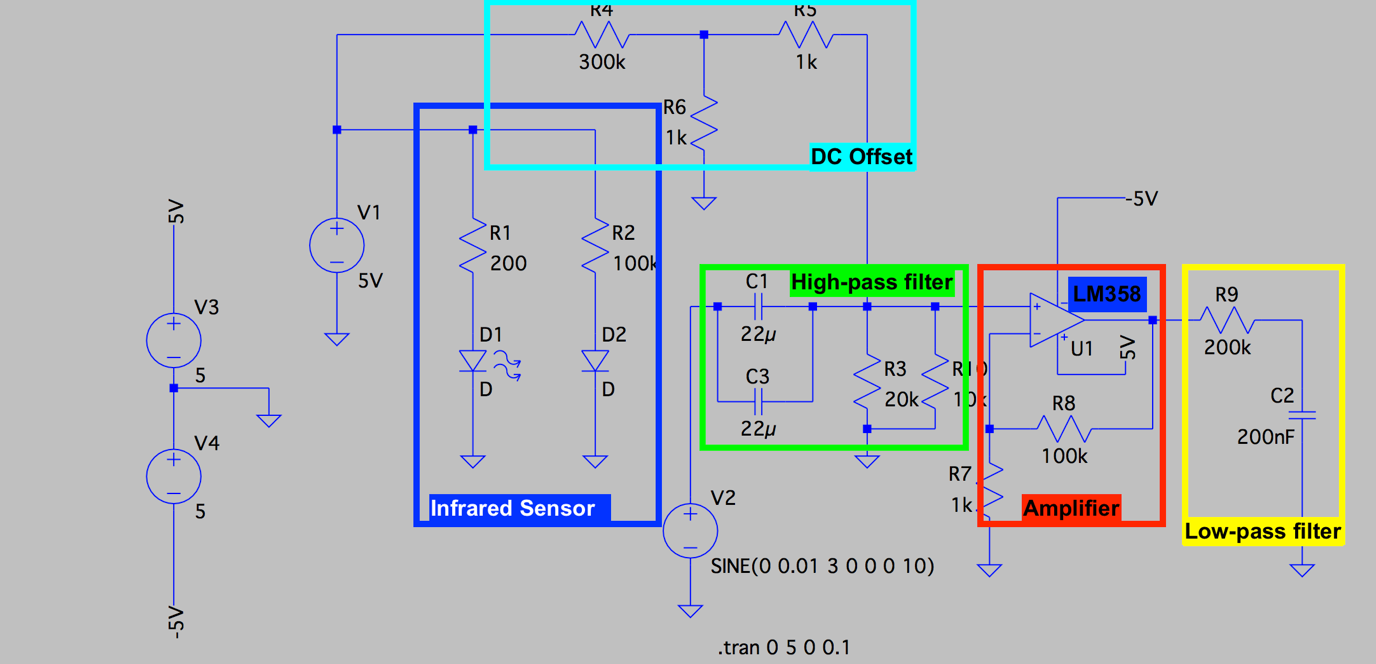 R4
300k
R5
1k
R6
1k
DC Offset
5V
V3
5
V4
5
-5V
V1
5V
R1
200
R2
100k
D1
D
D2
D
Infrared Sensor
V2
SINE(0 0.01 3 0 0 0 10)
.tran 0 5 0 0.1
High-pass filter
C1
22µ
C3
22µ
R3
20k
R10
10k
-5V
LM358
U1
5V
R8
100k
R7
1k
Amplifier
R9
200k
C2
200nF
Low-pass filter